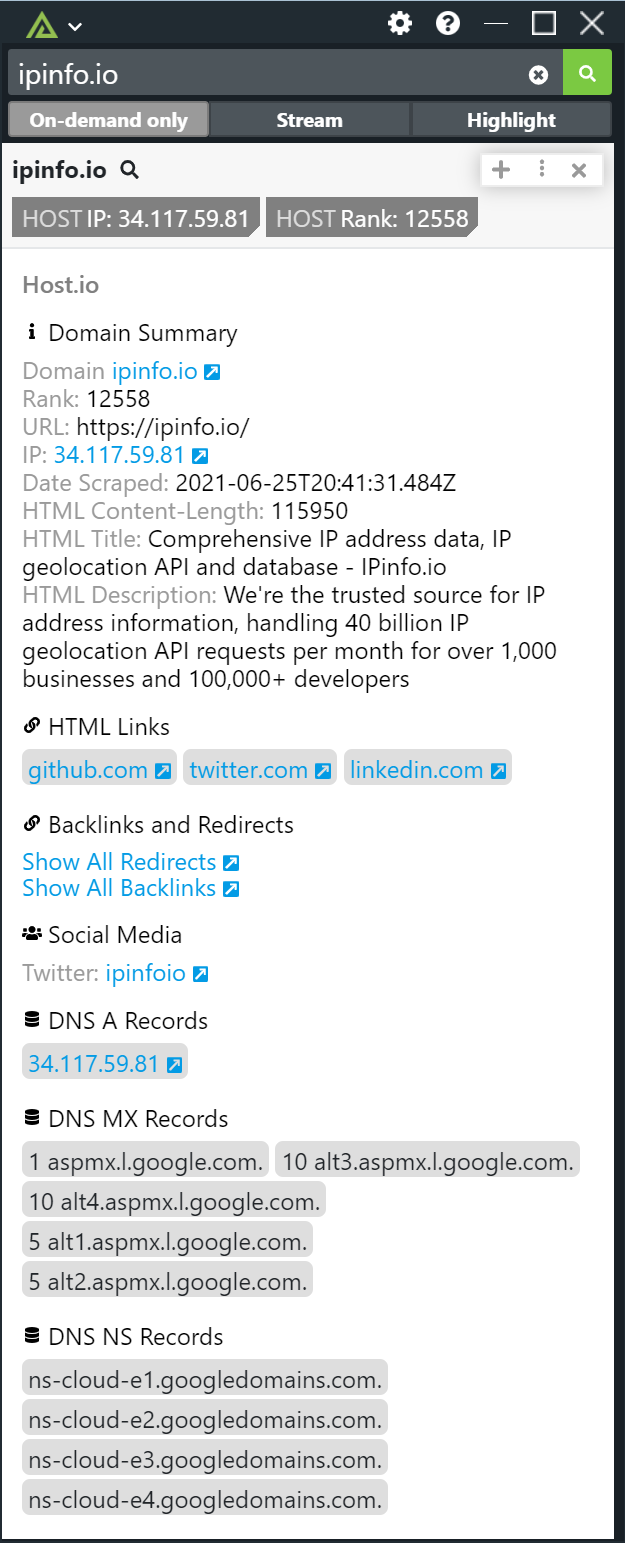 ipinfo.io
On-demand only Stream Highlight
ipinfo.io
HOST IP: 34.117.59.81 HOST Rank: 12558
Host.io
Domain Summary
Domain ipinfo.io
Rank: 12558
URL: https://ipinfo.io/
IP: 34.117.59.81
Date Scraped: 2021-06-25T20:41:31.484Z
HTML Content-Length: 115950
HTML Title: Comprehensive IP address data, IP
geolocation API and database - IPinfo.io
HTML Description: We're the trusted source for IP
address information, handling 40 billion IP
geolocation API requests per month for over 1,000
businesses and 100,000+ developers
HTML Links
github.com twitter.com linkedin.com
Backlinks and Redirects
Show All Redirects
Show All Backlinks
Social Media
Twitter: ipinfoio
DNS A Records
34.117.59.81
DNS MX Records
1 aspmx.l.google.com. 10 alt3.aspmx.l.google.com.
10 alt4.aspmx.l.google.com.
5 alt1.aspmx.l.google.com.
5 alt2.aspmx.l.google.com.
DNS NS Records
ns-cloud-e1.googledomains.com.
ns-cloud-e2.googledomains.com.
ns-cloud-e3.googledomains.com.
ns-cloud-e4.googledomains.com.